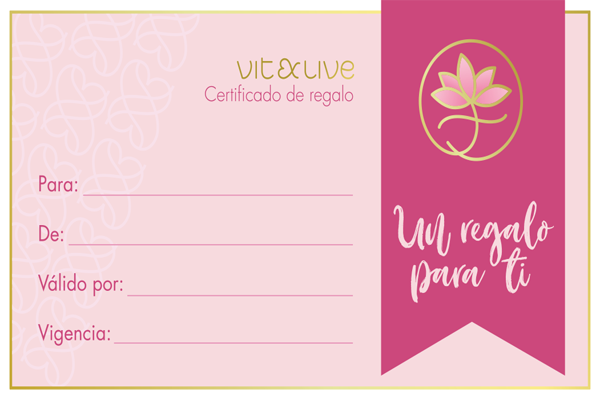 vit&live
Certificado de regalo
Para:
De:
Válido por:
Vigencia:
Un regalo
para ti